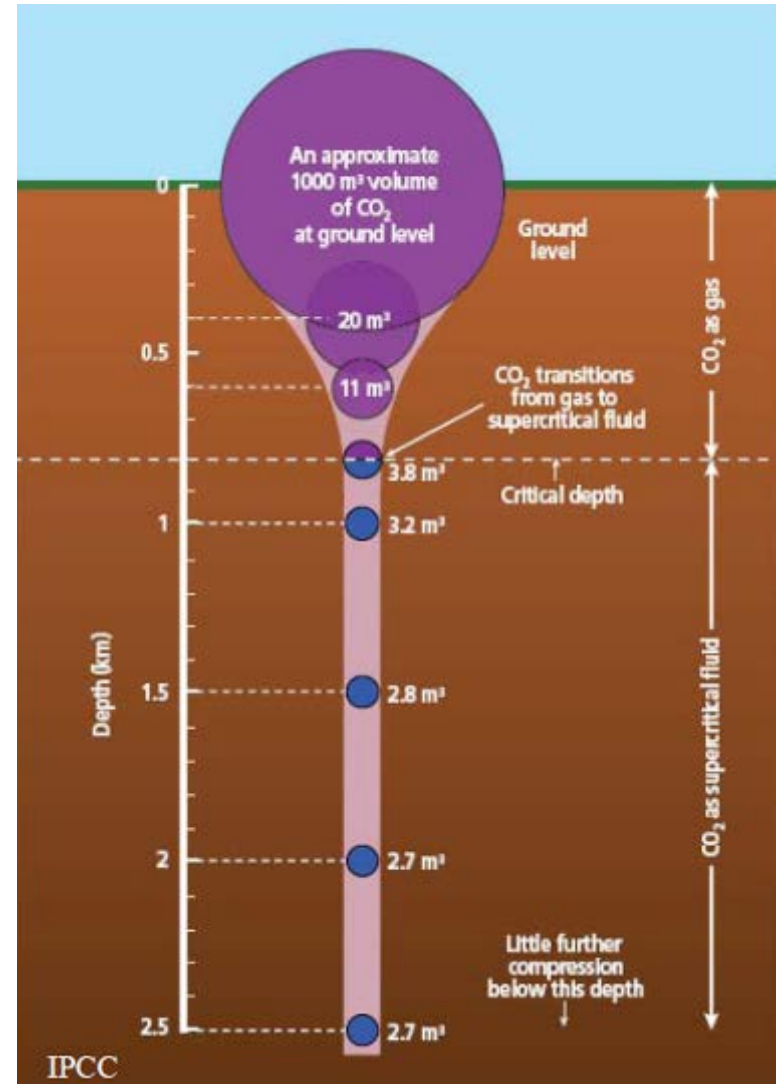 An approximate
1000 m³ volume
of CO₂
at ground level
0
Ground
level
CO₂ as gas
20 m³
0.5
11 m³
CO₂ transitions
from gas to
supercritical fluid
3.8 m³
Critical depth
1
3.2 m³
Depth (km)
1.5
2.8 m³
CO₂ as supercritical fluid
2
2.7 m³
Little further
compression
below this depth
2.5
2.7 m³
IPCC